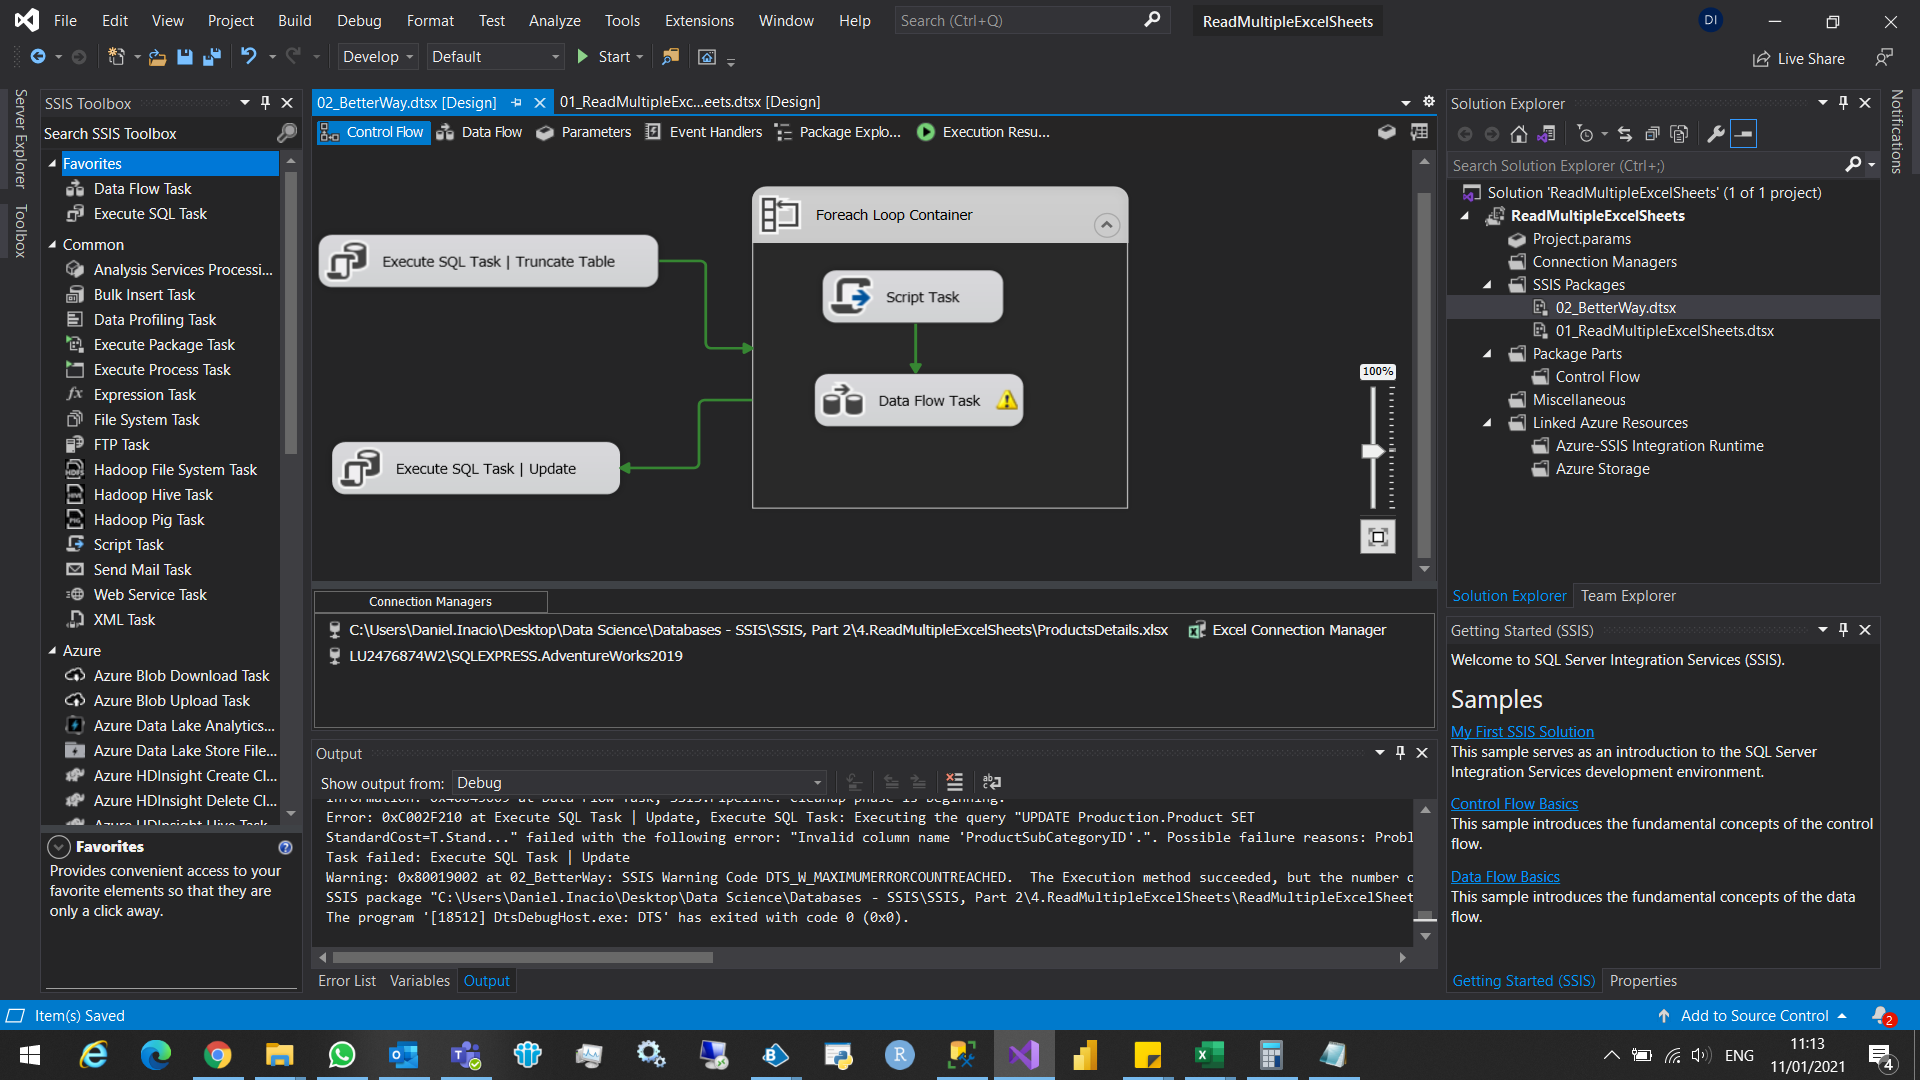 File Edit View Project Build Debug Format Test Analyze Tools Extensions Window Help Search (Ctrl+Q) ReadMultipleExcelSheets DI
Develop Default Start Live Share
Server Explorer
Toolbox
SSIS Toolbox
Search SSIS Toolbox
Favorites
Data Flow Task
Execute SQL Task
Common
Analysis Services Processi...
Bulk Insert Task
Data Profiling Task
Execute Package Task
Execute Process Task
Expression Task
File System Task
FTP Task
Hadoop File System Task
Hadoop Hive Task
Hadoop Pig Task
Script Task
Send Mail Task
Web Service Task
XML Task
Azure
Azure Blob Download Task
Azure Blob Upload Task
Azure Data Lake Analytics...
Azure Data Lake Store File...
Azure HDInsight Create Cl...
Azure HDInsight Delete Cl...
Azure HDInsight Hive Task
Favorites
Provides convenient access to your
favorite elements so that they are
only a click away.
02_BetterWay.dtsx [Design] 01_ReadMultipleExc...eets.dtsx [Design]
Control Flow Data Flow Parameters Event Handlers Package Explo... Execution Resu...
Foreach Loop Container
Execute SQL Task | Truncate Table
Script Task
Data Flow Task
Execute SQL Task | Update
100%
Connection Managers
C:\Users\Daniel.Inacio\Desktop\Data Science\Databases - SSIS\SSIS, Part 2\4.ReadMultipleExcelSheets\ProductsDetails.xlsx Excel Connection Manager
LU2476874W2\SQLEXPRESS.AdventureWorks2019
Output
Show output from: Debug
Information: 0x40043009 at Data Flow Task, SSIS.Pipeline: Cleanup phase is beginning.
Error: 0xC002F210 at Execute SQL Task | Update, Execute SQL Task: Executing the query "UPDATE Production.Product SET
StandardCost=T.Stand..." failed with the following error: "Invalid column name 'ProductSubCategoryID'.". Possible failure reasons: Probl
Task failed: Execute SQL Task | Update
Warning: 0x80019002 at 02_BetterWay: SSIS Warning Code DTS_W_MAXIMUMERRORCOUNTREACHED.  The Execution method succeeded, but the number o
SSIS package "C:\Users\Daniel.Inacio\Desktop\Data Science\Databases - SSIS\SSIS, Part 2\4.ReadMultipleExcelSheets\ReadMultipleExcelSheet
The program '[18512] DtsDebugHost.exe: DTS' has exited with code 0 (0x0).
Error List Variables Output
Solution Explorer
Search Solution Explorer (Ctrl+;)
Solution 'ReadMultipleExcelSheets' (1 of 1 project)
ReadMultipleExcelSheets
Project.params
Connection Managers
SSIS Packages
02_BetterWay.dtsx
01_ReadMultipleExcelSheets.dtsx
Package Parts
Control Flow
Miscellaneous
Linked Azure Resources
Azure-SSIS Integration Runtime
Azure Storage
Solution Explorer Team Explorer
Getting Started (SSIS)
Welcome to SQL Server Integration Services (SSIS).
Samples
My First SSIS Solution
This sample serves as an introduction to the SQL Server
Integration Services development environment.
Control Flow Basics
This sample introduces the fundamental concepts of the control
flow.
Data Flow Basics
This sample introduces the fundamental concepts of the data
flow.
Getting Started (SSIS) Properties
Notifications
Item(s) Saved Add to Source Control 2
ENG 11:13
11/01/2021 4